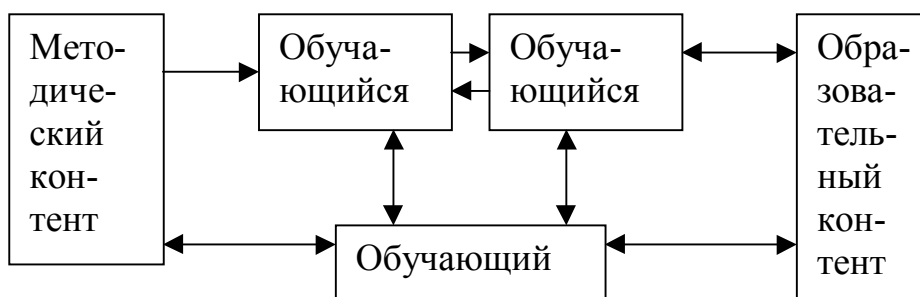 Мето-
диче-
ский
кон-
тент
Обуча-
ющийся
Обуча-
ющийся
Обра-
зова-
тель-
ный
кон-
тент
Обучающий